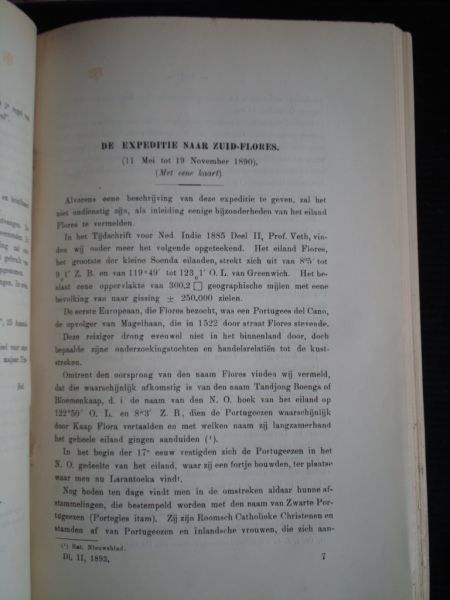 DE EXPEDITIE NAAR ZUID-FLORES.
(11 Mei tot 19 November 1890).
(Met eene kaart)
Alvorens eene beschrijving van deze expeditie te geven, zal het
niet ondienstig zijn, als inleiding eenige bijzonderheden van het eiland
Flores te vermelden.
In het Tijdschrift voor Ned. Indie 1885 Deel II, Prof. Veth, vin-
den wij onder meer het volgende opgeteekend. Het eiland Flores,
het grootste der kleine Soenda eilanden, strekt zich uit van 8°5' tot
Z. B. en van 119°49' tot O. L. van Greenwich. Het be-
slaat eene oppervlakte van 300,2 □ geographische mijlen met eene
bevolking van naar gissing ± 250.000 zielen.
De eerste Europeaan, die Flores bezocht, was een Portugees del Cano,
de opvolger van Magelhaan, die in 1522 door straat Flores stevende.
Deze reiziger drong evenwel niet in het binnenland door, doch
bepaalde zijne onderzoekingstochten en handelsrelatiën tot de kust-
streken.
Omtrent den oorsprong van den naam Flores vinden wij vermeld,
dat die waarschijnlijk afkomstig is van den naam Tandjong Boenga of
Bloemenkaap, d. i de naam van den N. O. hoek van het eiland op
122°50' O. L. en 8°3' Z. B, dien de Portugeezen waarschijnlijk
door Kaap Flora vertaalden en met welken naam zij langzamerhand
het geheele eiland gingen aanduiden (¹).
In het begin der 17e eeuw vestigden zich de Portugeezen in het
N. O. gedeelte van het eiland, waar zij een fortje bouwden, ter plaatse
waar men nu Larantoeka vindt.
Nog heden ten dage vindt men in de omstreken aldaar hunne af-
stammelingen, die bestempeld worden met den naam van Zwarte Por-
tugeezen (Portegies itam). Zij zijn Roomsch Catholieke Christenen en
stamden af van Portugeezen en Inlandsche vrouwen, die zich aan-
(¹) Bat. Nieuwsblad.
Dl. II, 1893. 7